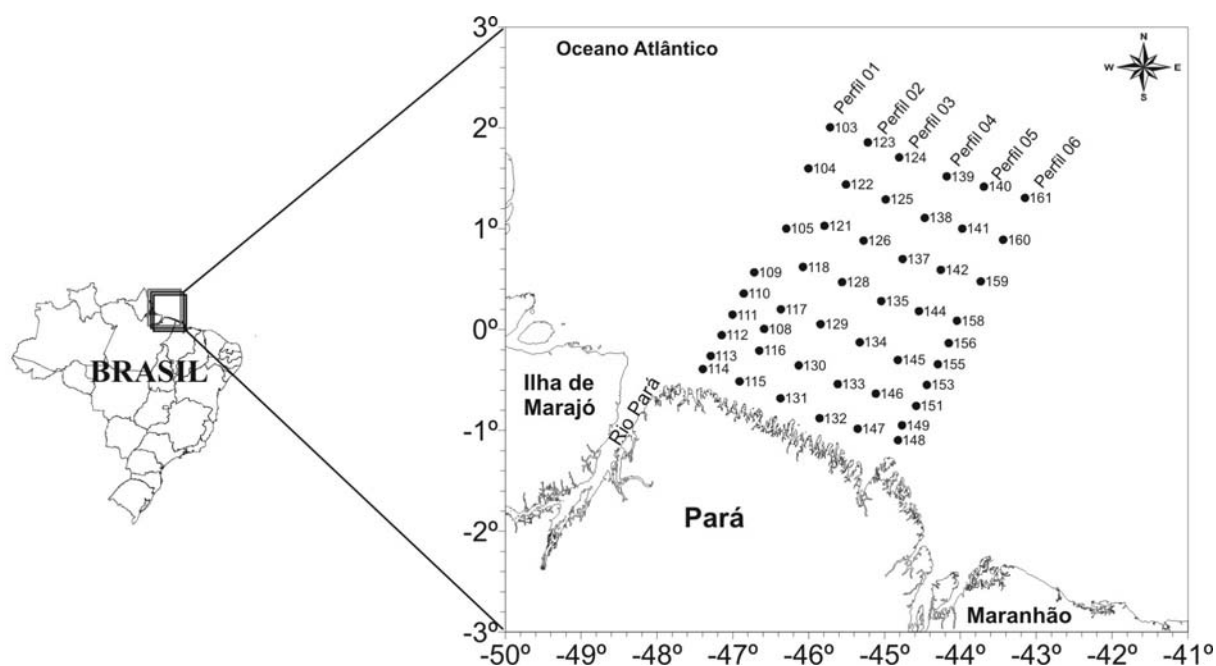 3º
Oceano Atlântico
N
W
E
S
Perfil 01
Perfil 02
Perfil 03
Perfil 04
Perfil 05
Perfil 06
2º
103
123
124
104
139
140
161
122
125
138
1º
105
121
141
126
160
137
109
118
142
128
159
110
135
117
144
111
158
0º
108
129
112
134
156
113
116
145
155
114
130
115
133
153
146
131
151
132
149
147
-1º
148
BRASIL
Ilha de
Marajó
Rio Pará
Pará
-2º
Maranhão
-3º
-50º -49º -48º -47º -46º -45º -44º -43º -42º -41º